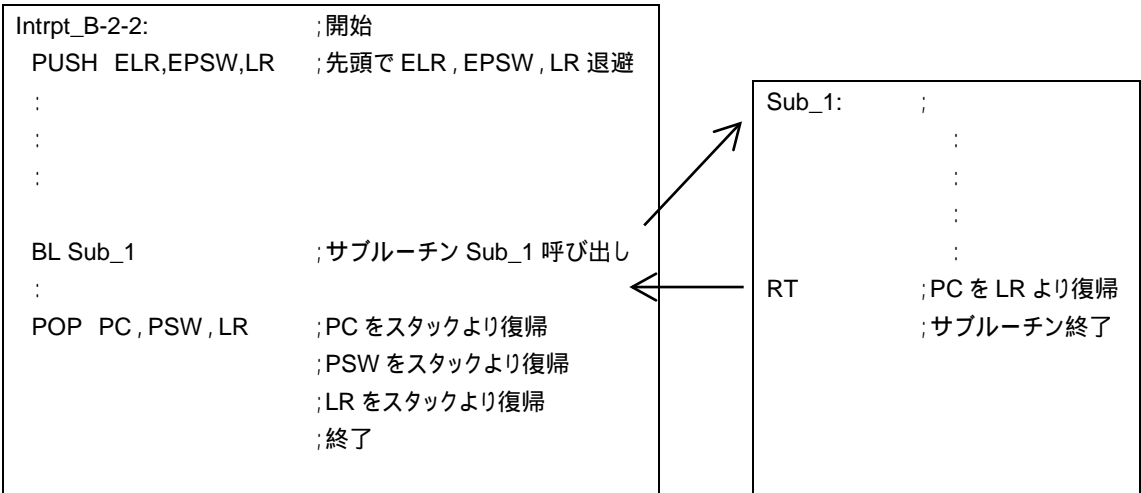 Intrpt_B-2-2: ;開始
PUSH ELR,EPSW,LR ;先頭で ELR , EPSW , LR 退避
:
:
:
BL Sub_1 ;サブルーチン Sub_1 呼び出し
:
POP PC , PSW , LR ;PC をスタックより復帰
;PSW をスタックより復帰
;LR をスタックより復帰
;終了
Sub_1: ;
:
:
:
:
RT ;PC を LR より復帰
;サブルーチン終了